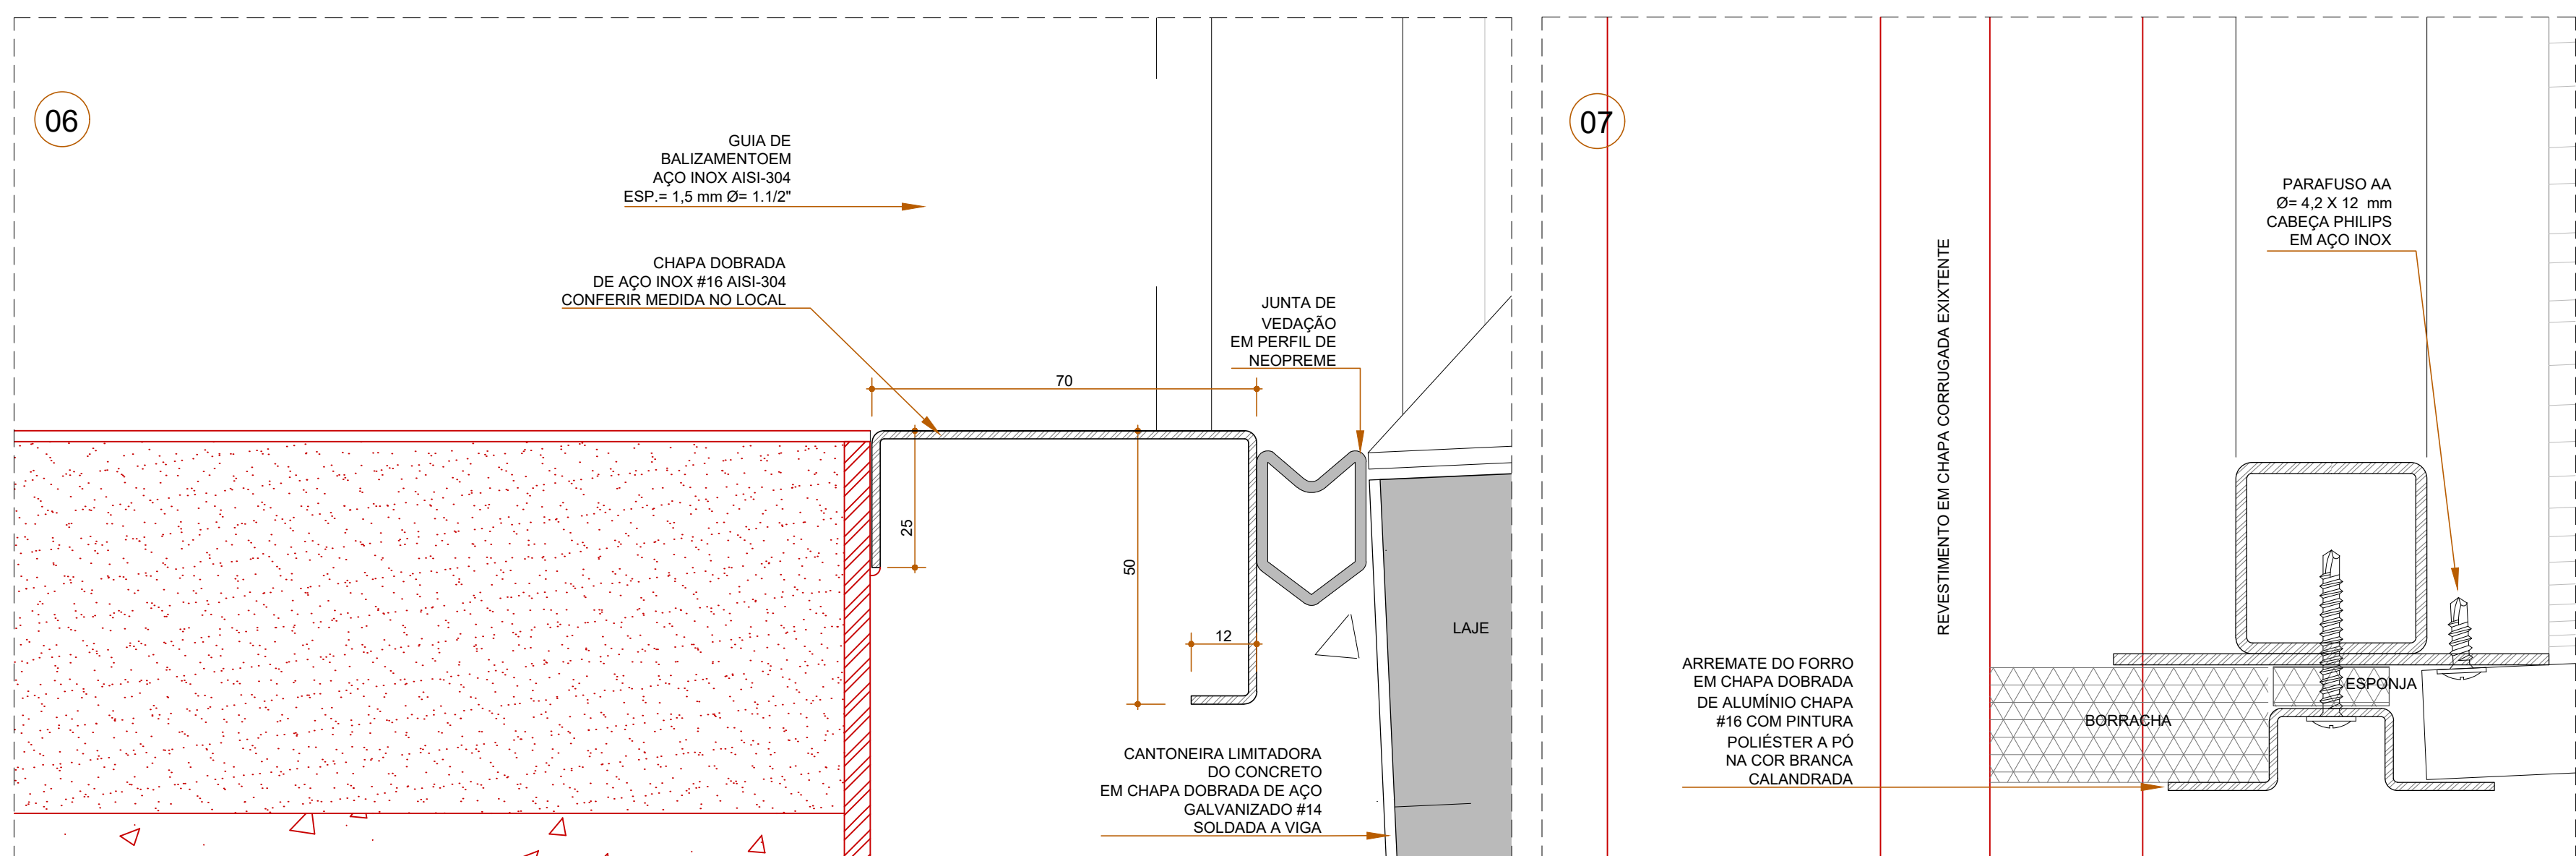 06
GUIA DE
BALIZAMENTOEM
AÇO INOX AISI-304
ESP.= 1,5 mm Ø= 1.1/2"
CHAPA DOBRADA
DE AÇO INOX #16 AISI-304
CONFERIR MEDIDA NO LOCAL
JUNTA DE
VEDAÇÃO
EM PERFIL DE
NEOPREME
70
25
50
12
LAJE
CANTONEIRA LIMITADORA
DO CONCRETO
EM CHAPA DOBRADA DE AÇO
GALVANIZADO #14
SOLDADA A VIGA
07
PARAFUSO AA
Ø= 4,2 X 12 mm
CABEÇA PHILIPS
EM AÇO INOX
REVESTIMENTO EM CHAPA CORRUGADA EXIXTENTE
ARREMATE DO FORRO
EM CHAPA DOBRADA
DE ALUMÍNIO CHAPA
#16 COM PINTURA
POLIÉSTER A PÓ
NA COR BRANCA
CALANDRADA
ESPONJA
BORRACHA